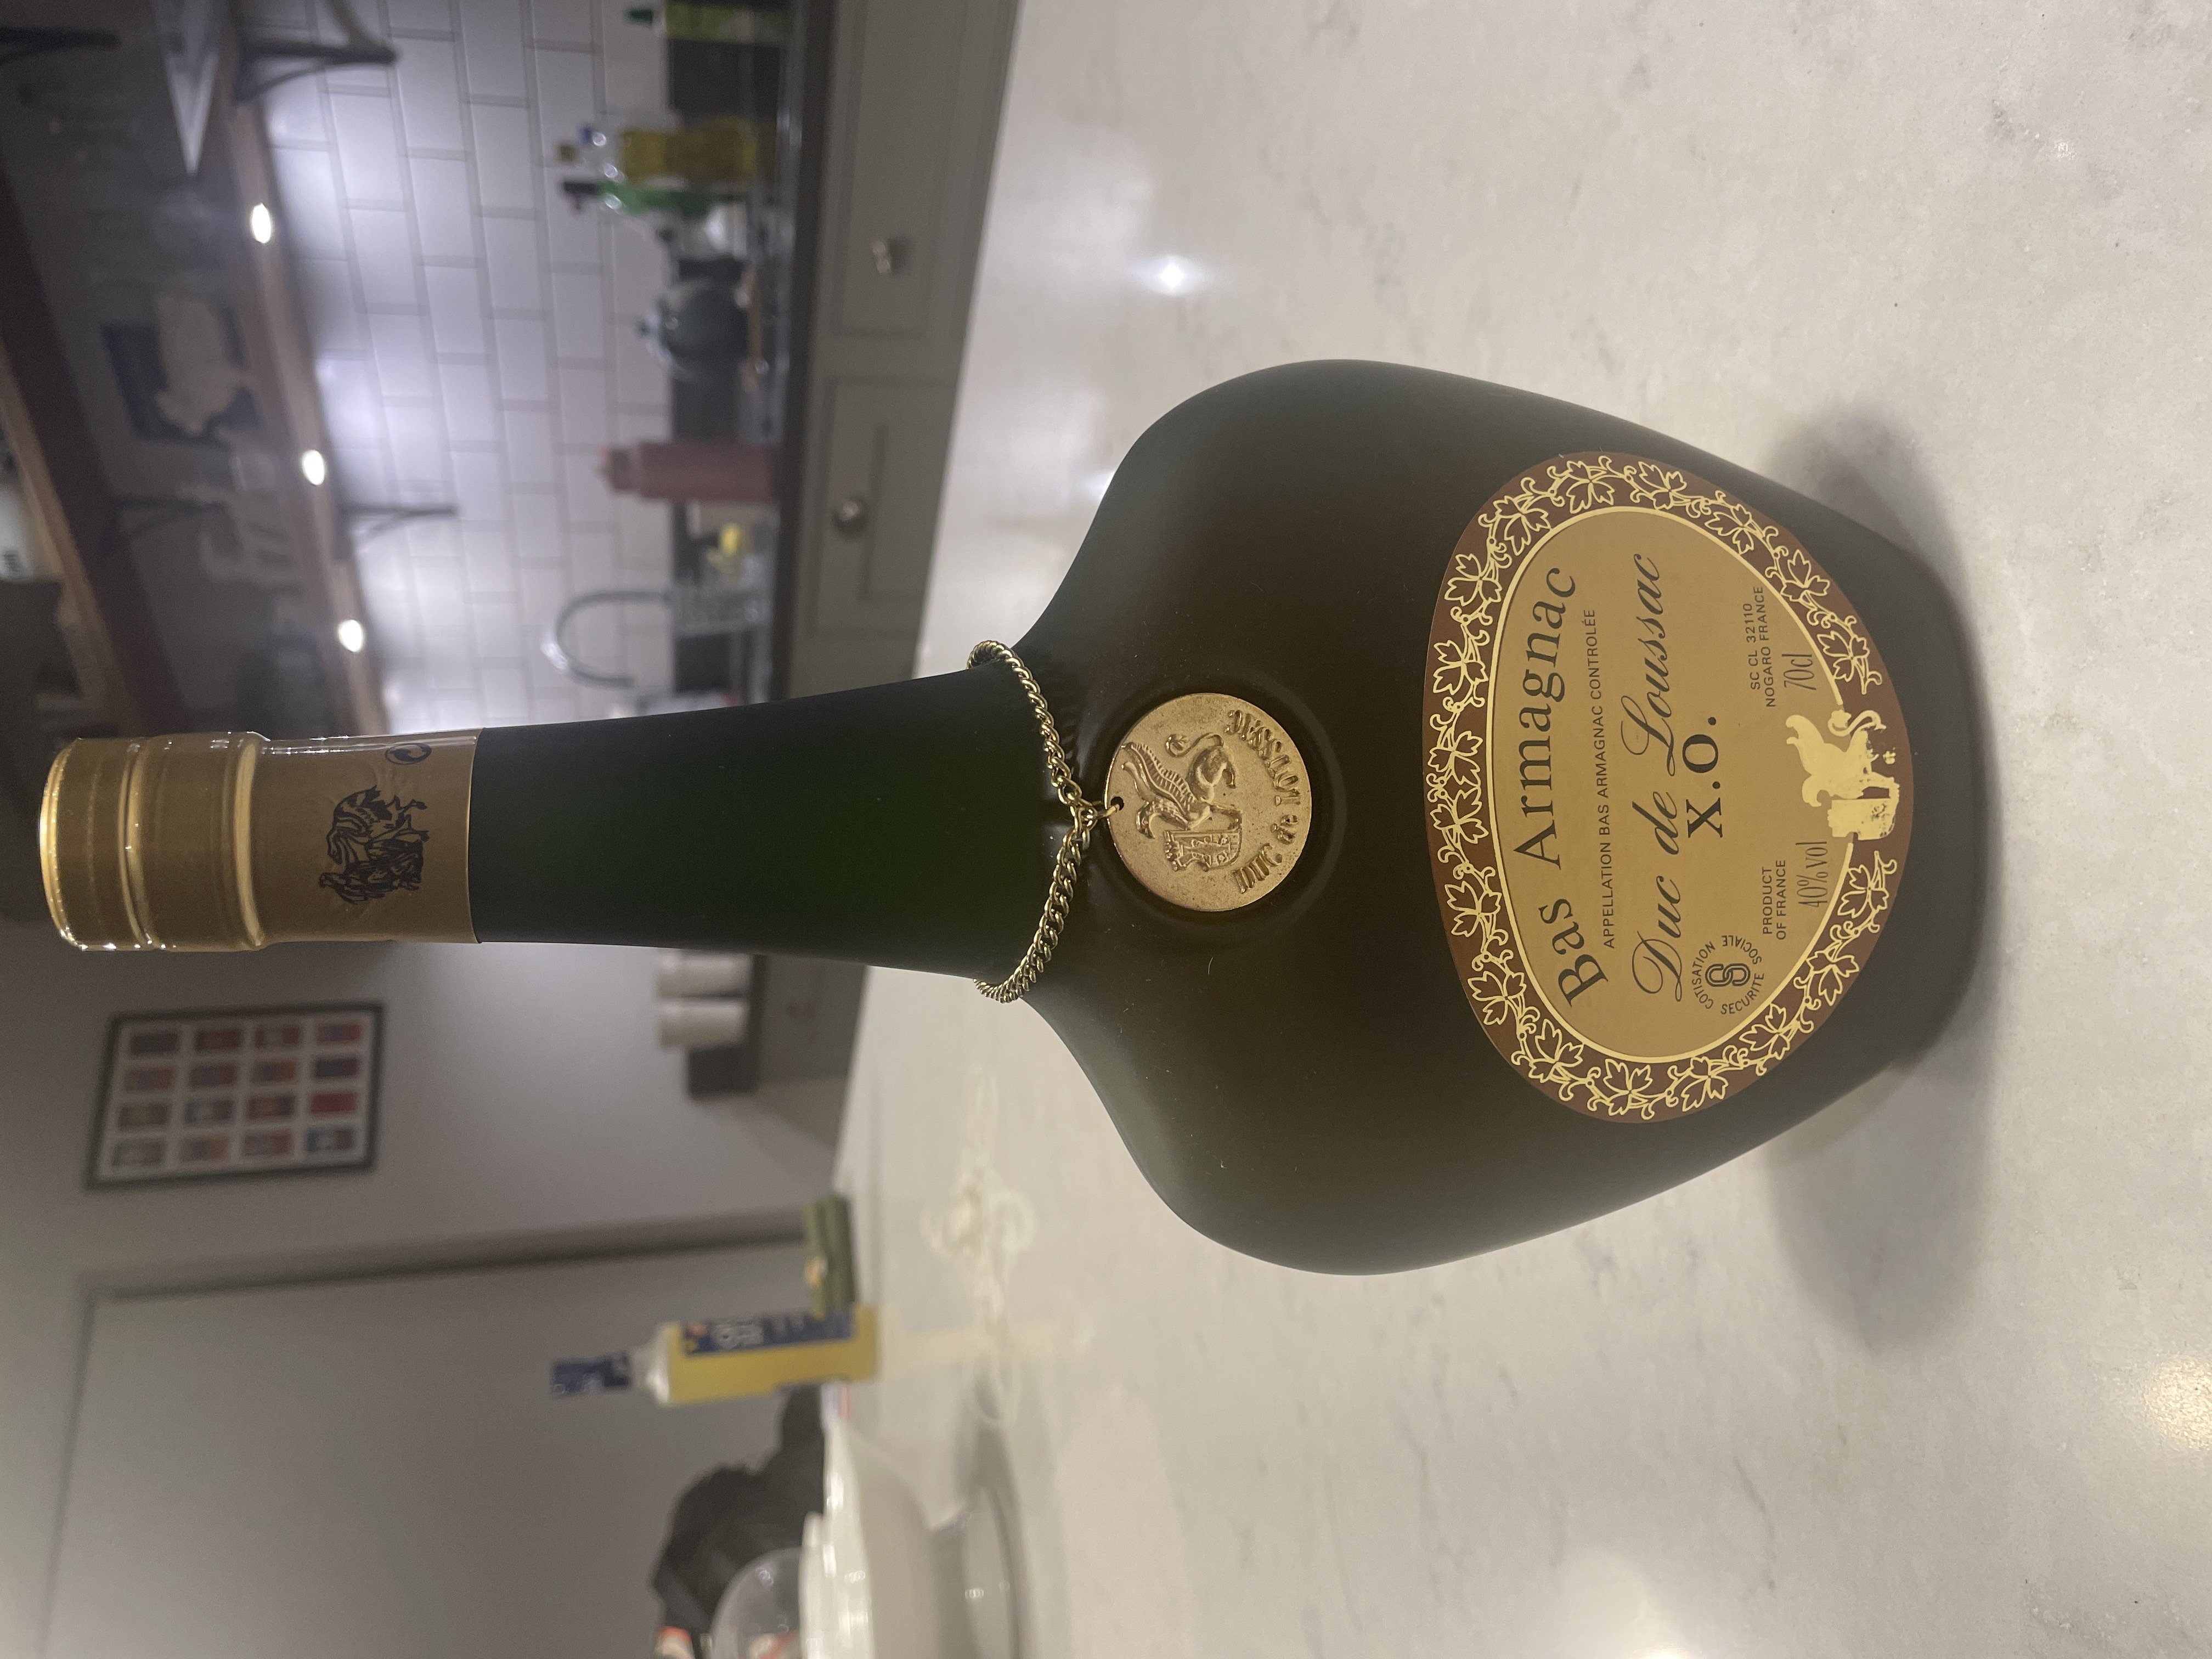 DUC de LOUSSAC
Bas Armagnac
APPELLATION BAS ARMAGNAC CONTROLÉE
Duc de Loussac
X.O.
COTISATION
SECURITE SOCIALE
PRODUCT
OF FRANCE
SC CL 32110
NOGARO FRANCE
40%vol
70cl